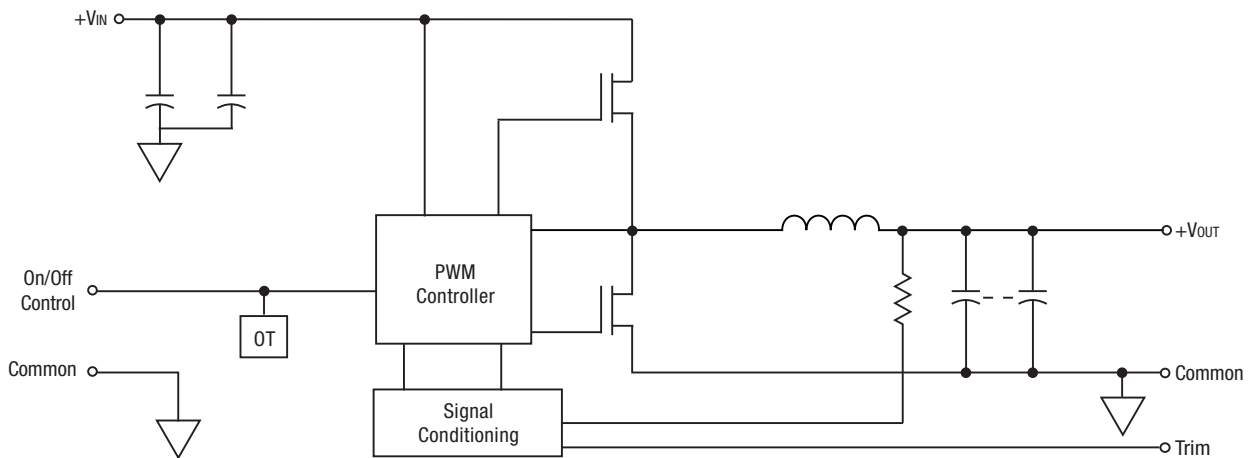 +VIN
+VOUT
On/Off
Control
PWM
Controller
OT
Common
Common
Signal
Conditioning
Trim